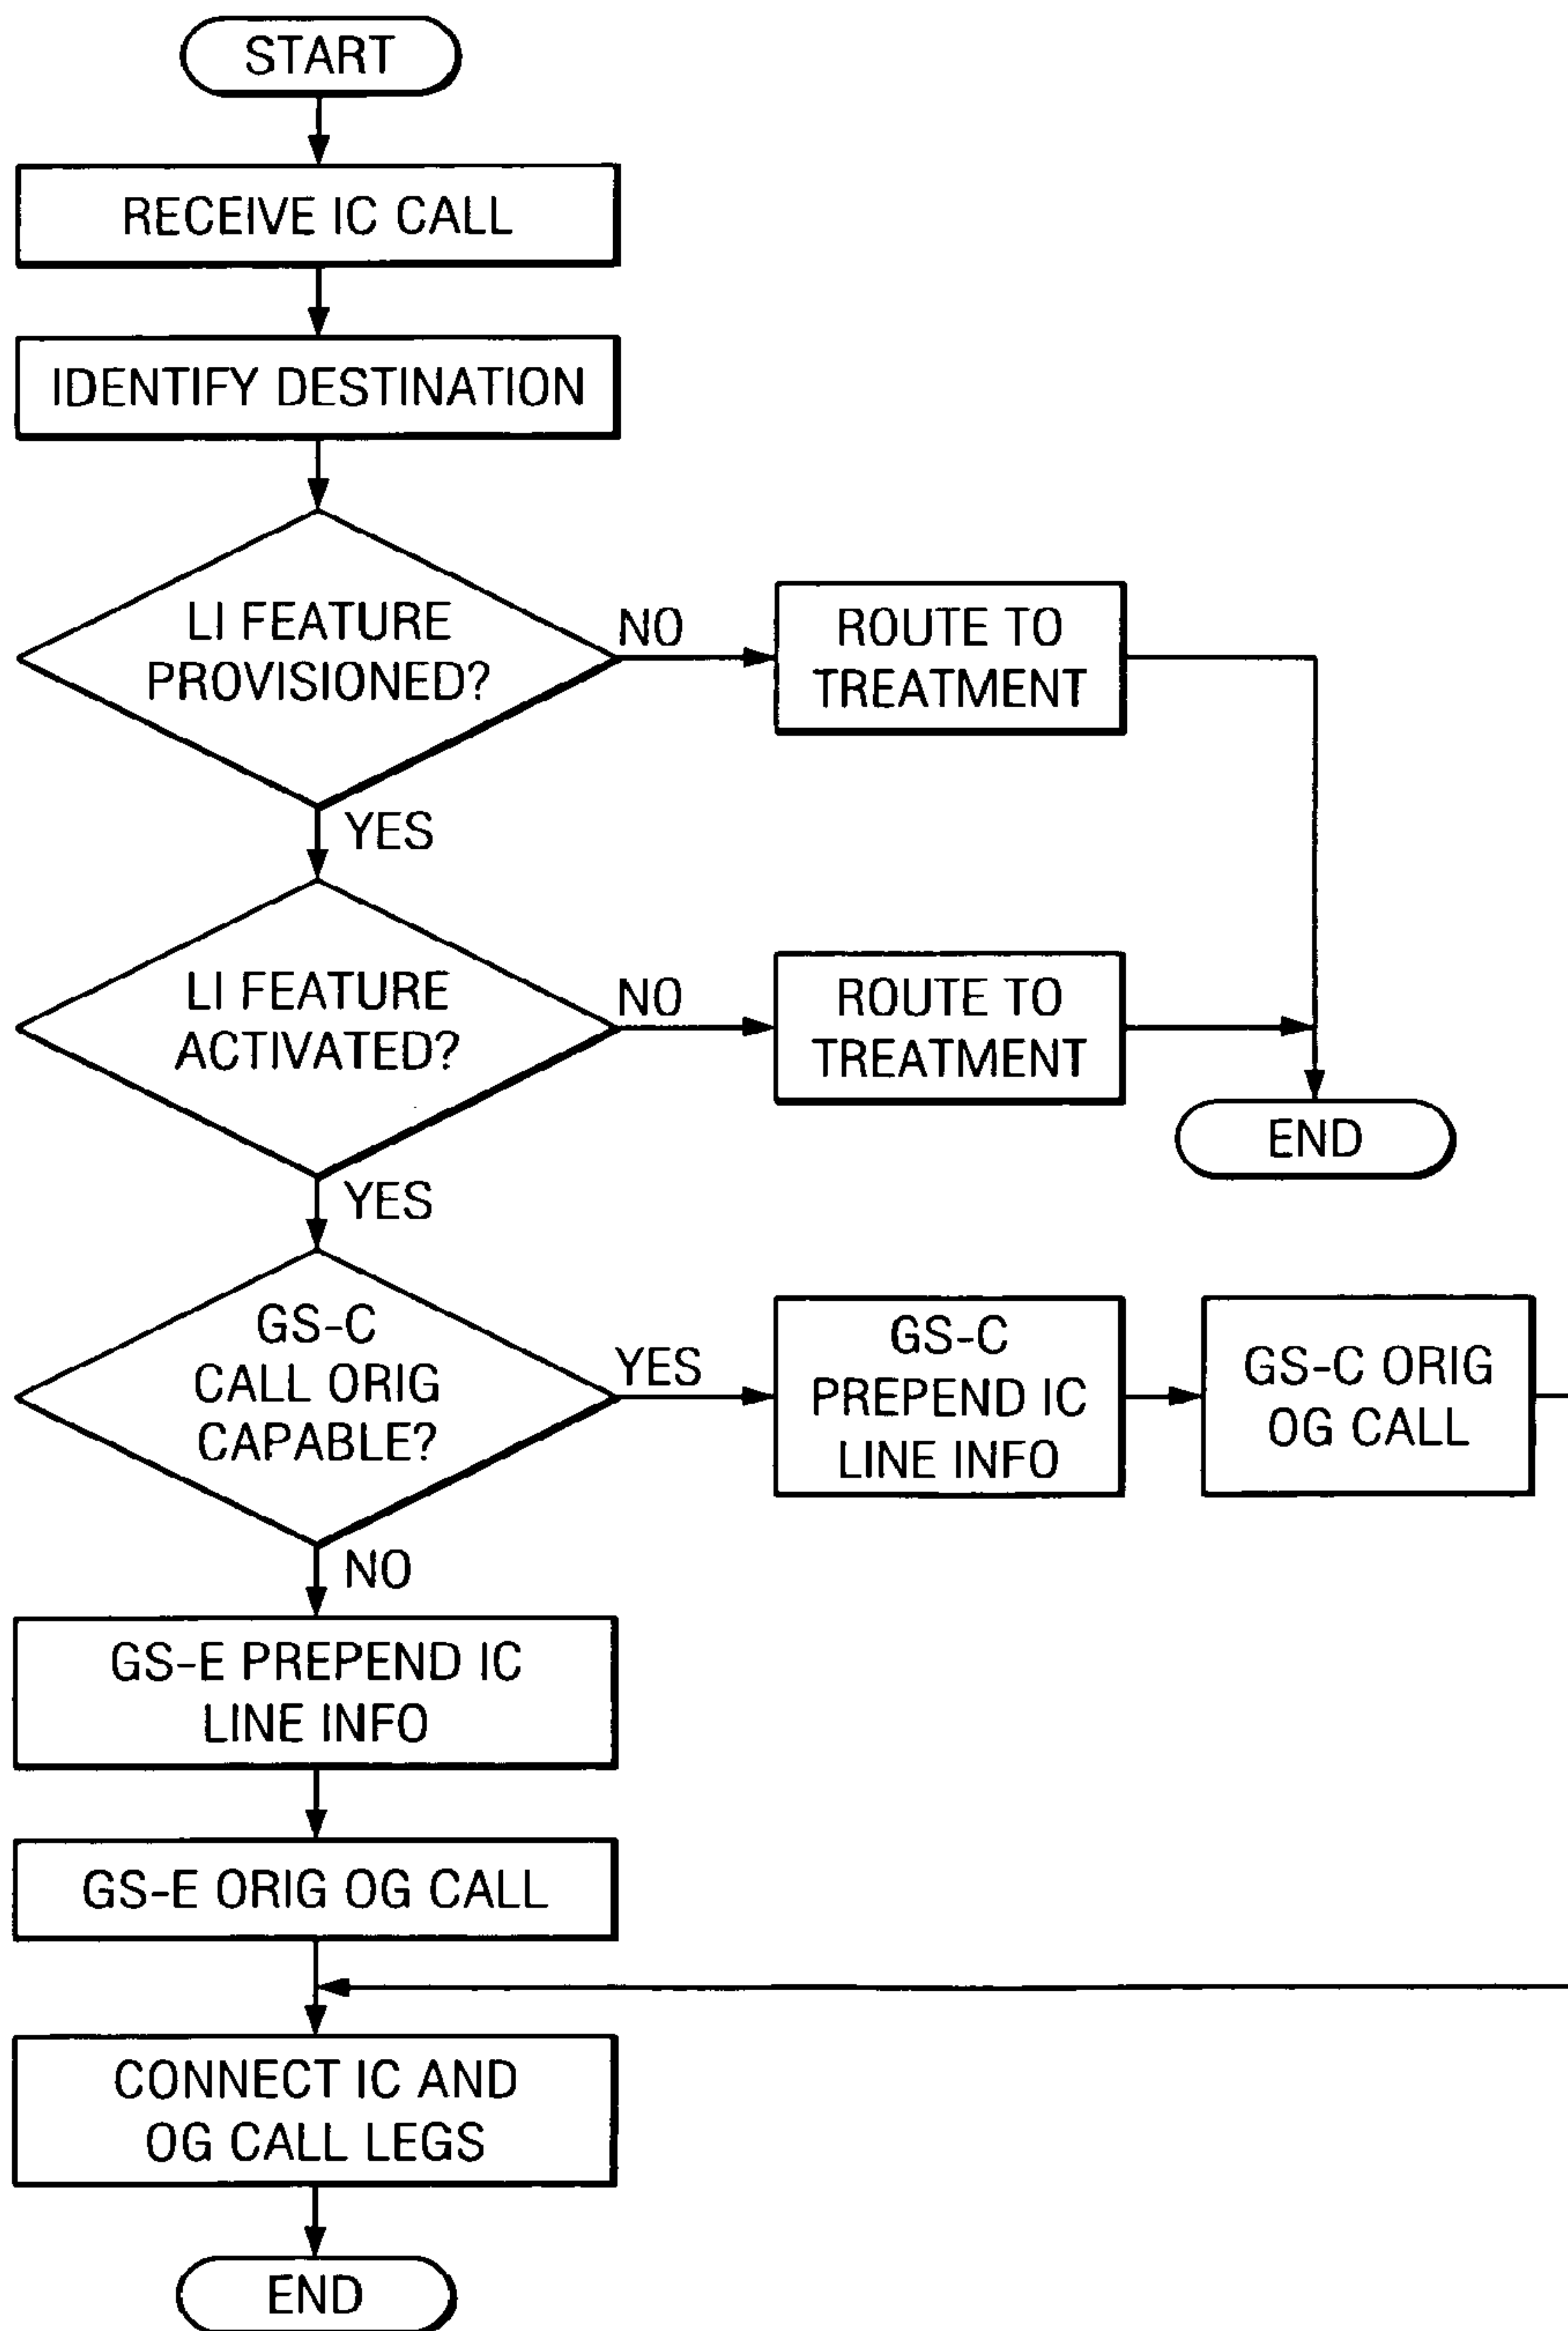 START
RECEIVE IC CALL
IDENTIFY DESTINATION
LI FEATURE
PROVISIONED?
NO
ROUTE TO
TREATMENT
YES
LI FEATURE
ACTIVATED?
NO
ROUTE TO
TREATMENT
END
YES
GS-C
CALL ORIG
CAPABLE?
YES
GS-C
PREPEND IC
LINE INFO
GS-C ORIG
OG CALL
NO
GS-E PREPEND IC
LINE INFO
GS-E ORIG OG CALL
CONNECT IC AND
OG CALL LEGS
END